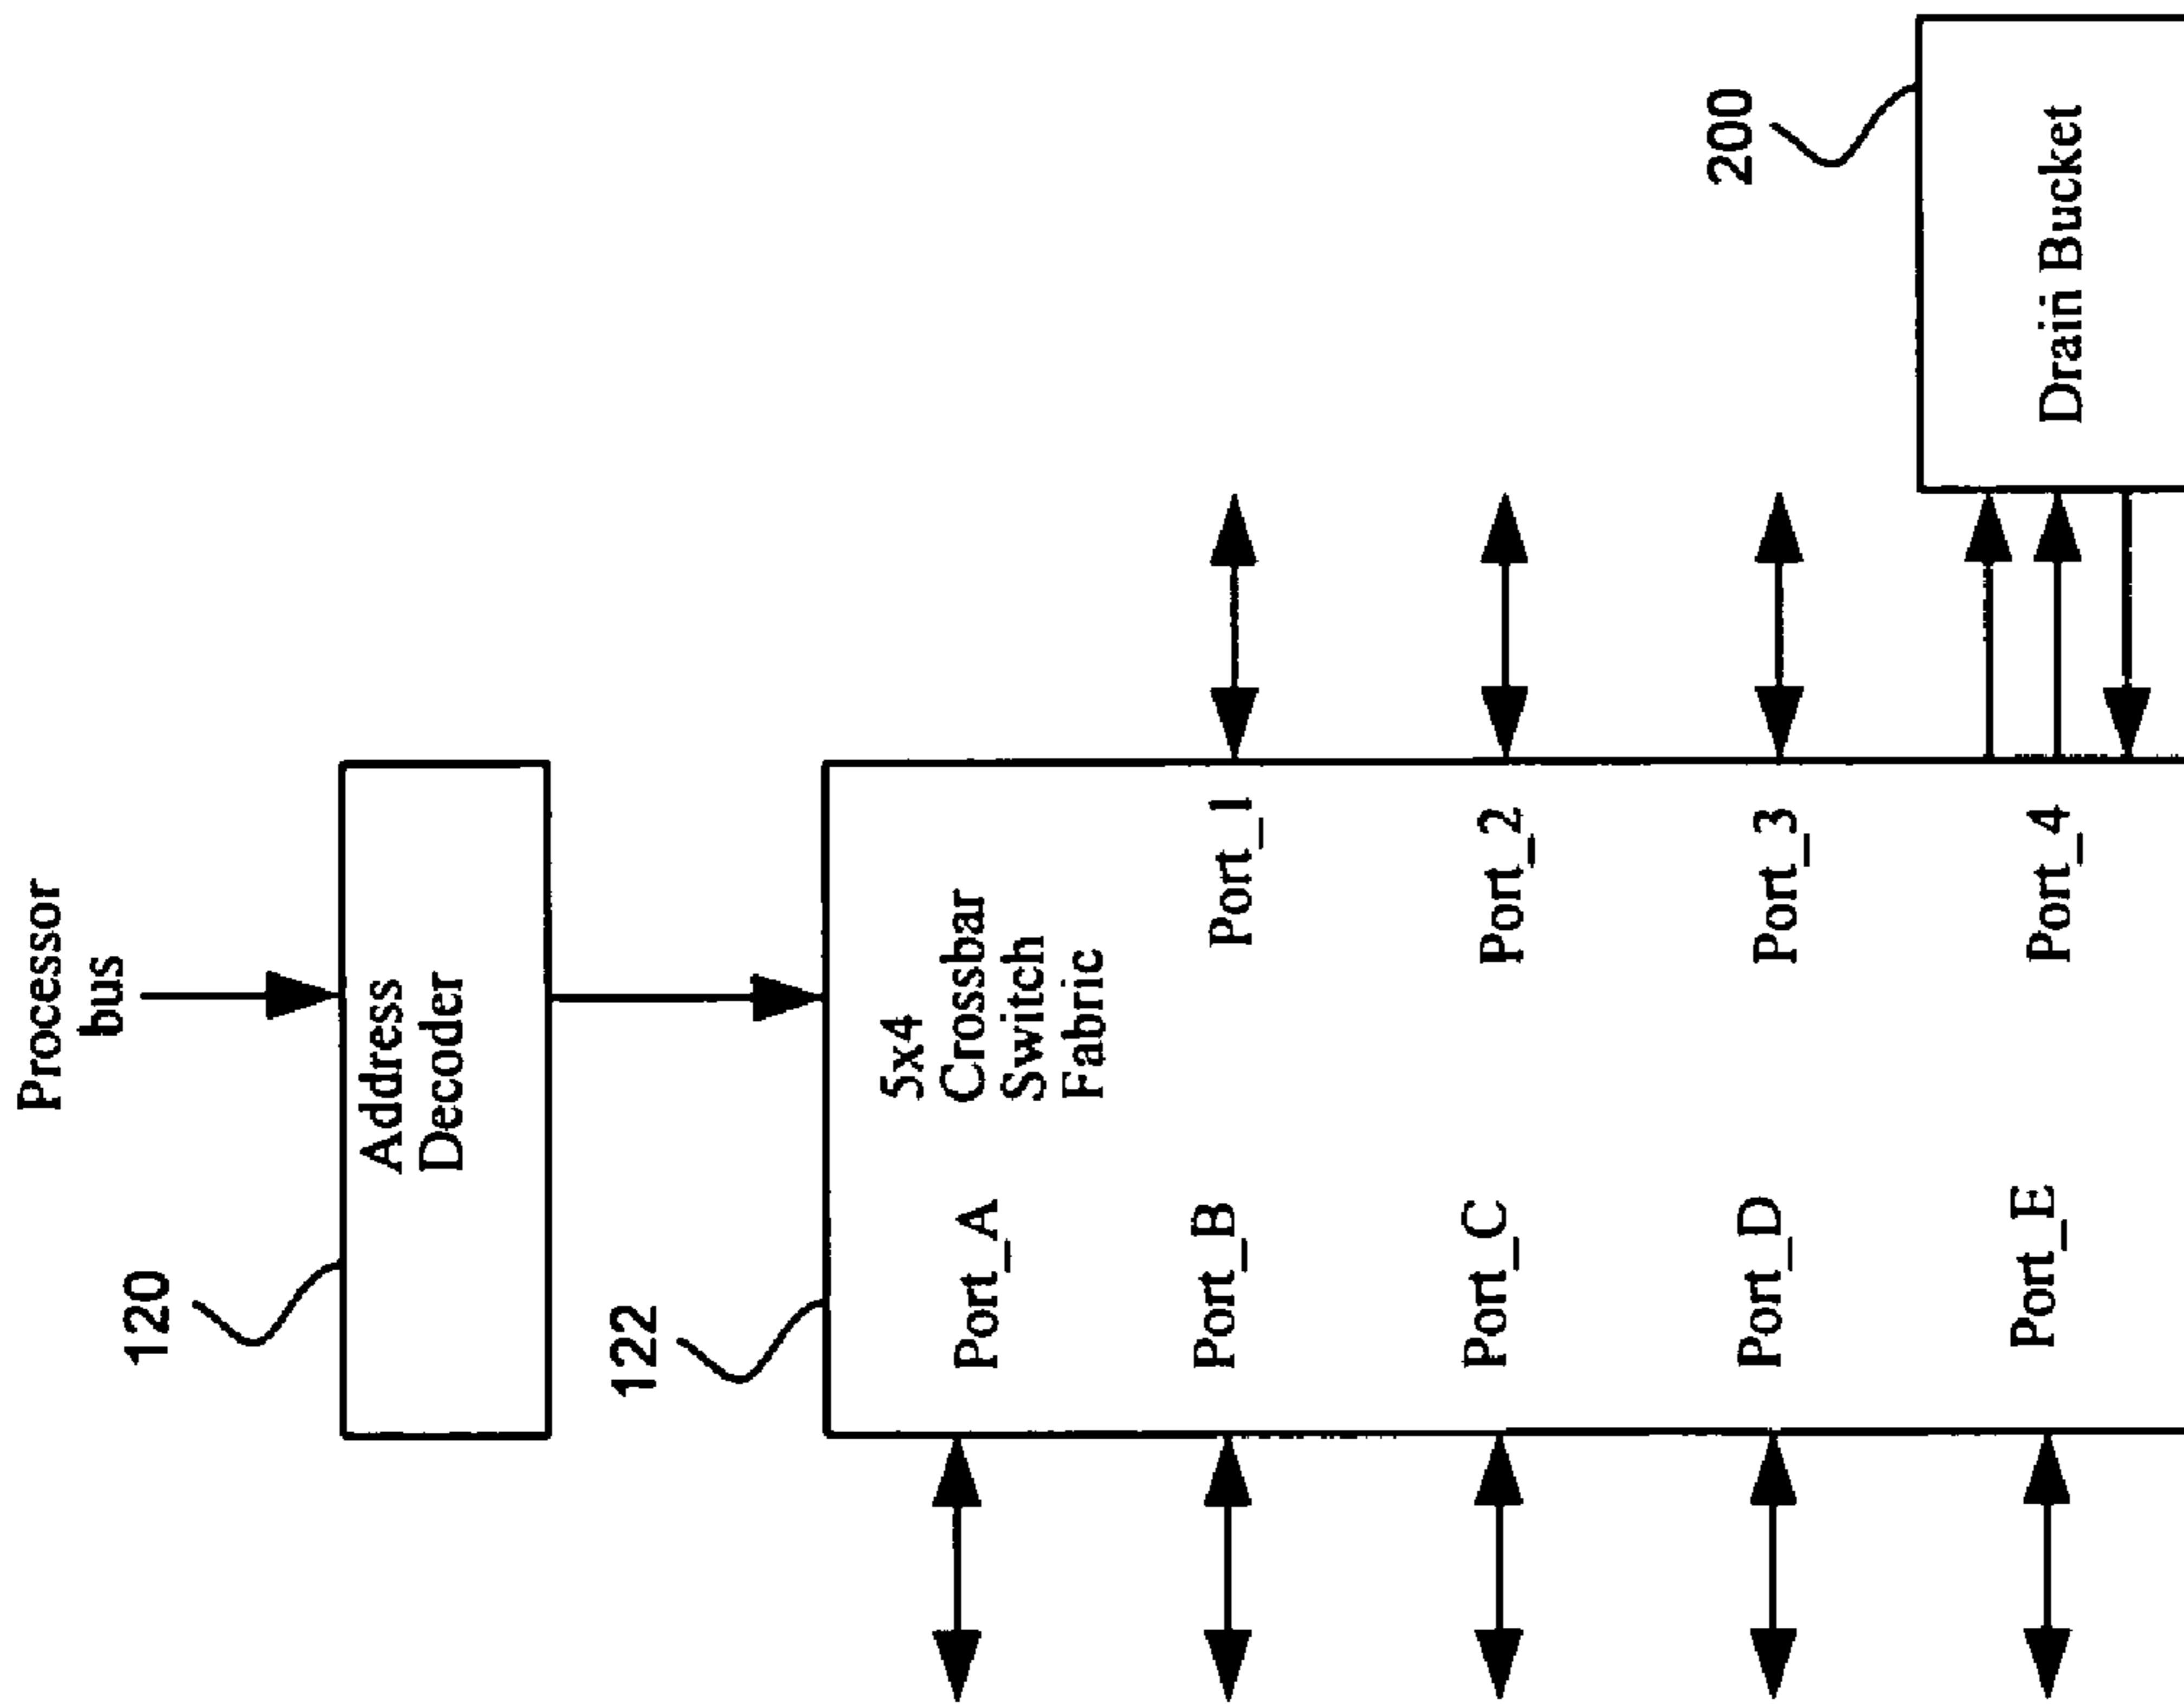 Processor
bus
120
Address
Decoder
122
5x4
Crossbar
Switch
Fabric
Port_A
Port_B
Port_C
Port_D
Port_E
Port_1
Port_2
Port_3
Port_4
200
Drain Bucket